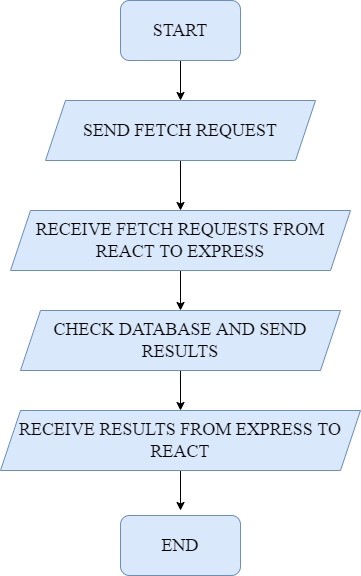 START
SEND FETCH REQUEST
RECEIVE FETCH REQUESTS FROM
REACT TO EXPRESS
CHECK DATABASE AND SEND
RESULTS
RECEIVE RESULTS FROM EXPRESS TO
REACT
END